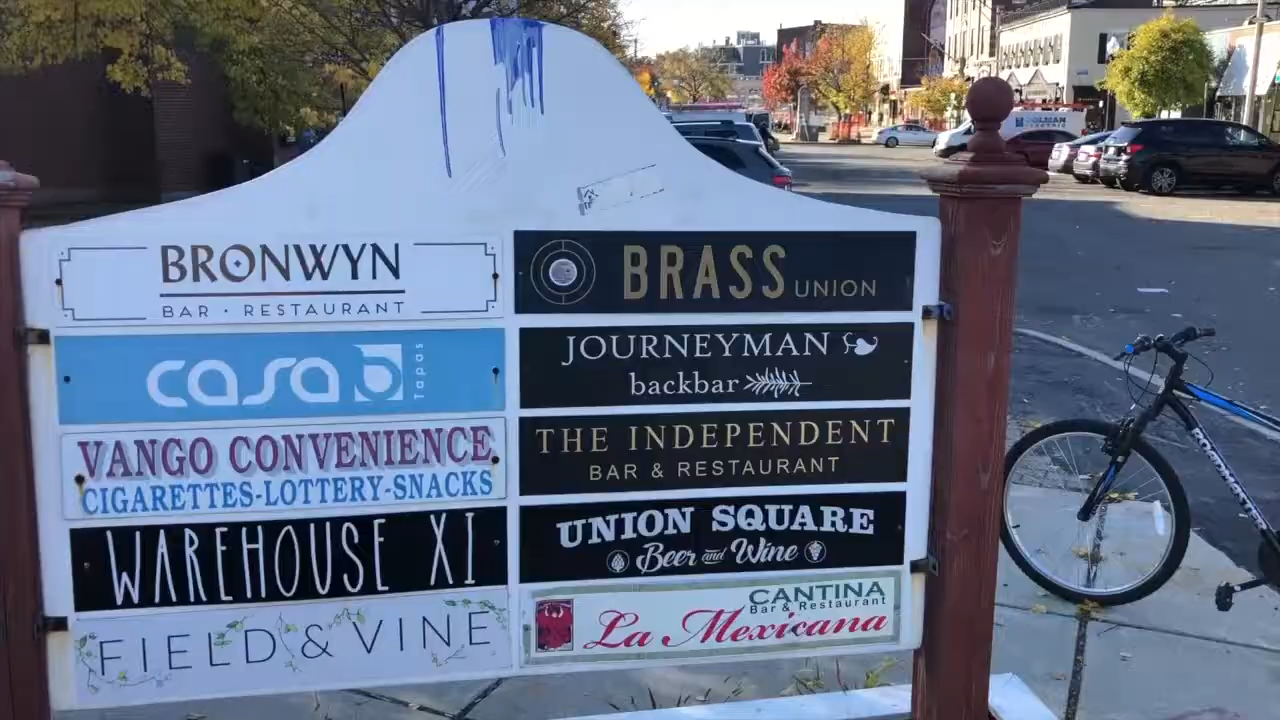 BRONWYN
BAR · RESTAURANT
casa B
Tapas
VANGO CONVENIENCE
CIGARETTES-LOTTERY-SNACKS
WAREHOUSE XI
FIELD & VINE
BRASS UNION
JOURNEYMAN
backbar
THE INDEPENDENT
BAR & RESTAURANT
UNION SQUARE
Beer and Wine
CANTINA
Bar & Restaurant
La Mexicana
ROADMASTER